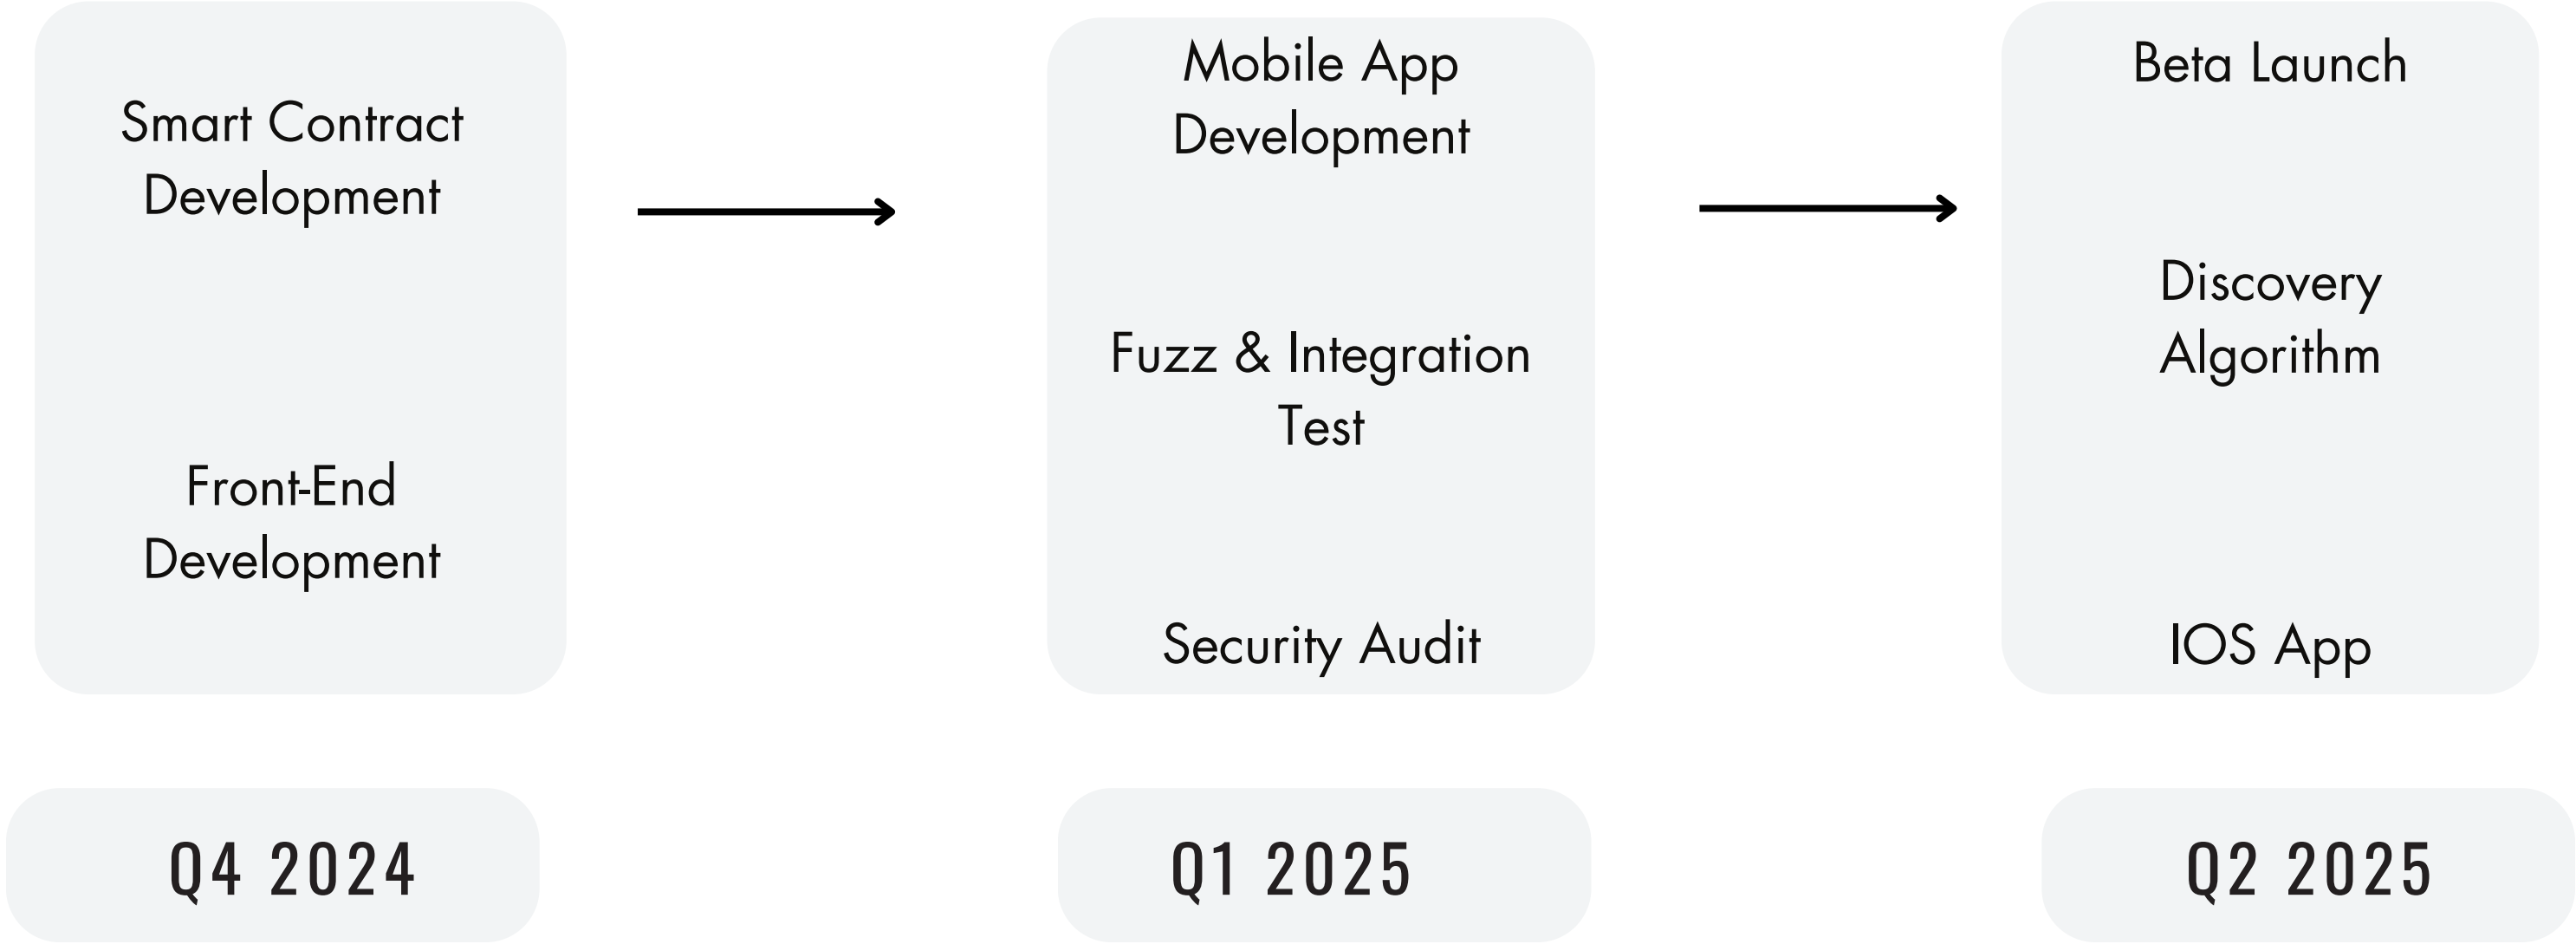 Smart Contract
Development
Front-End
Development
Mobile App
Development
Fuzz & Integration
Test
Security Audit
Beta Launch
Discovery
Algorithm
IOS App
Q4 2024
Q1 2025
Q2 2025